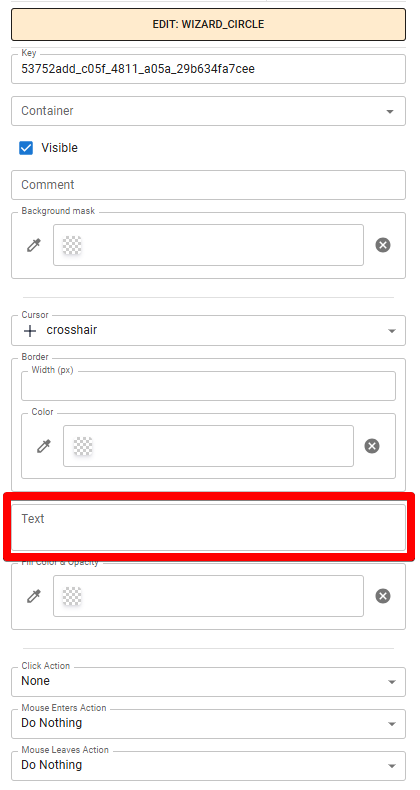 EDIT: WIZARD_CIRCLE
Key
53752add_c05f_4811_a05a_29b634fa7cee
Container
Visible
Comment
Background mask
Cursor
crosshair
Border
Width (px)
Color
Text
Fill Color & Opacity
Click Action
None
Mouse Enters Action
Do Nothing
Mouse Leaves Action
Do Nothing